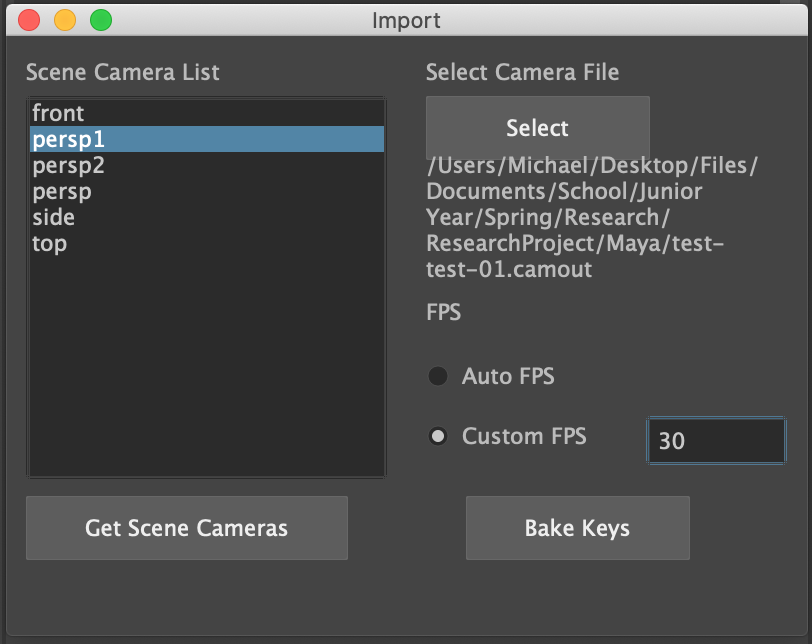 Import
Scene Camera List
front
persp1
persp2
persp
side
top
Get Scene Cameras
Select Camera File
Select
/Users/Michael/Desktop/Files/
Documents/School/Junior
Year/Spring/Research/
ResearchProject/Maya/test-
test-01.camout
FPS
Auto FPS
Custom FPS
30
Bake Keys